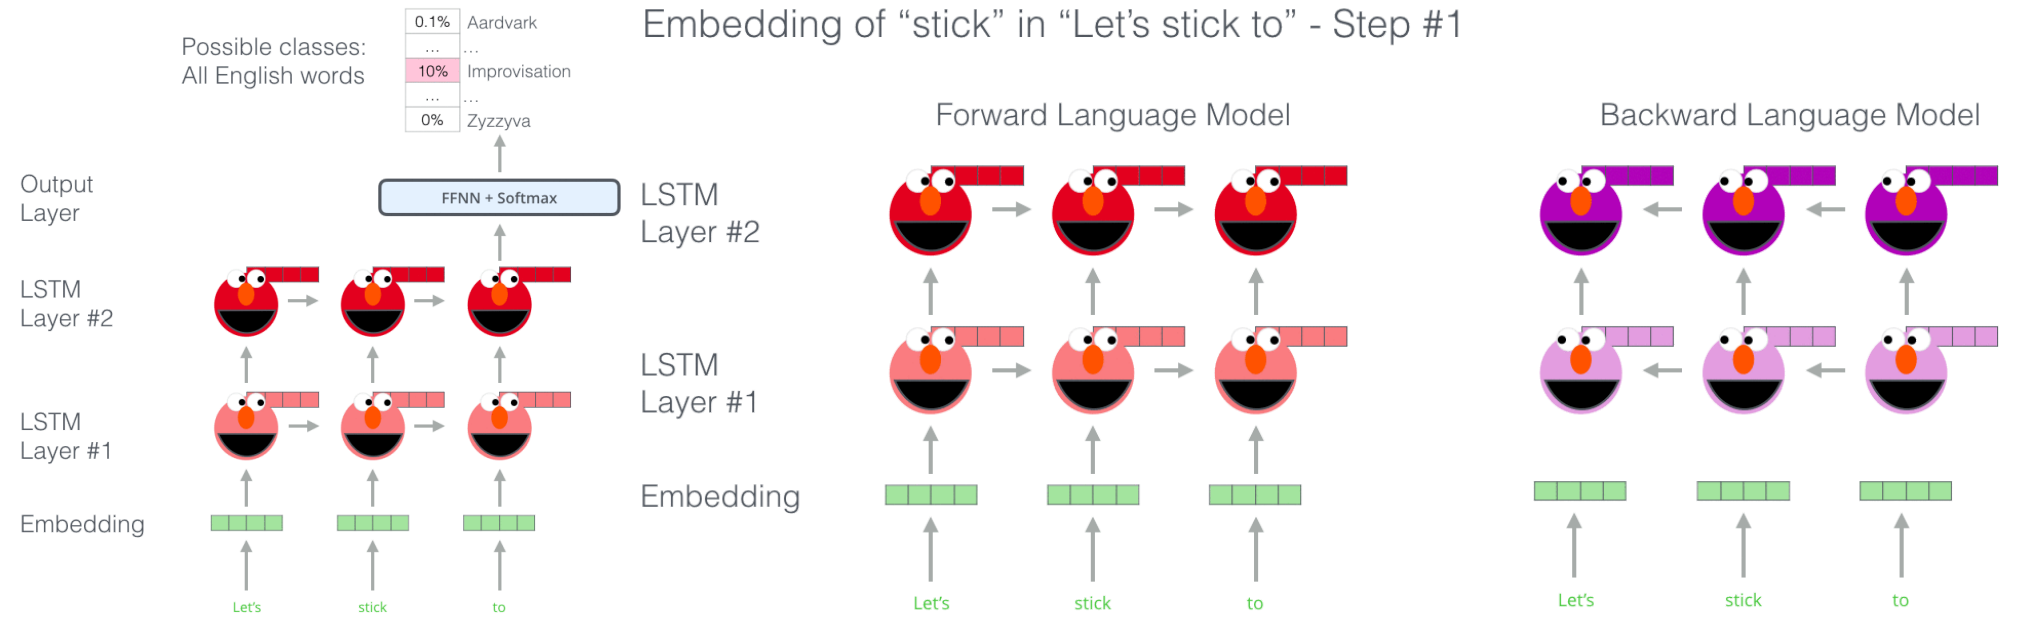 0.1% Aardvark
... ...
10% Improvisation
... ...
0% Zyzzyva
Possible classes:
All English words
Output
Layer
FFNN + Softmax
LSTM
Layer #2
LSTM
Layer #1
Embedding
Let's stick to
Embedding of “stick” in “Let’s stick to” - Step #1
Forward Language Model
Backward Language Model
LSTM
Layer #2
LSTM
Layer #1
Embedding
Let's stick to
Let's stick to